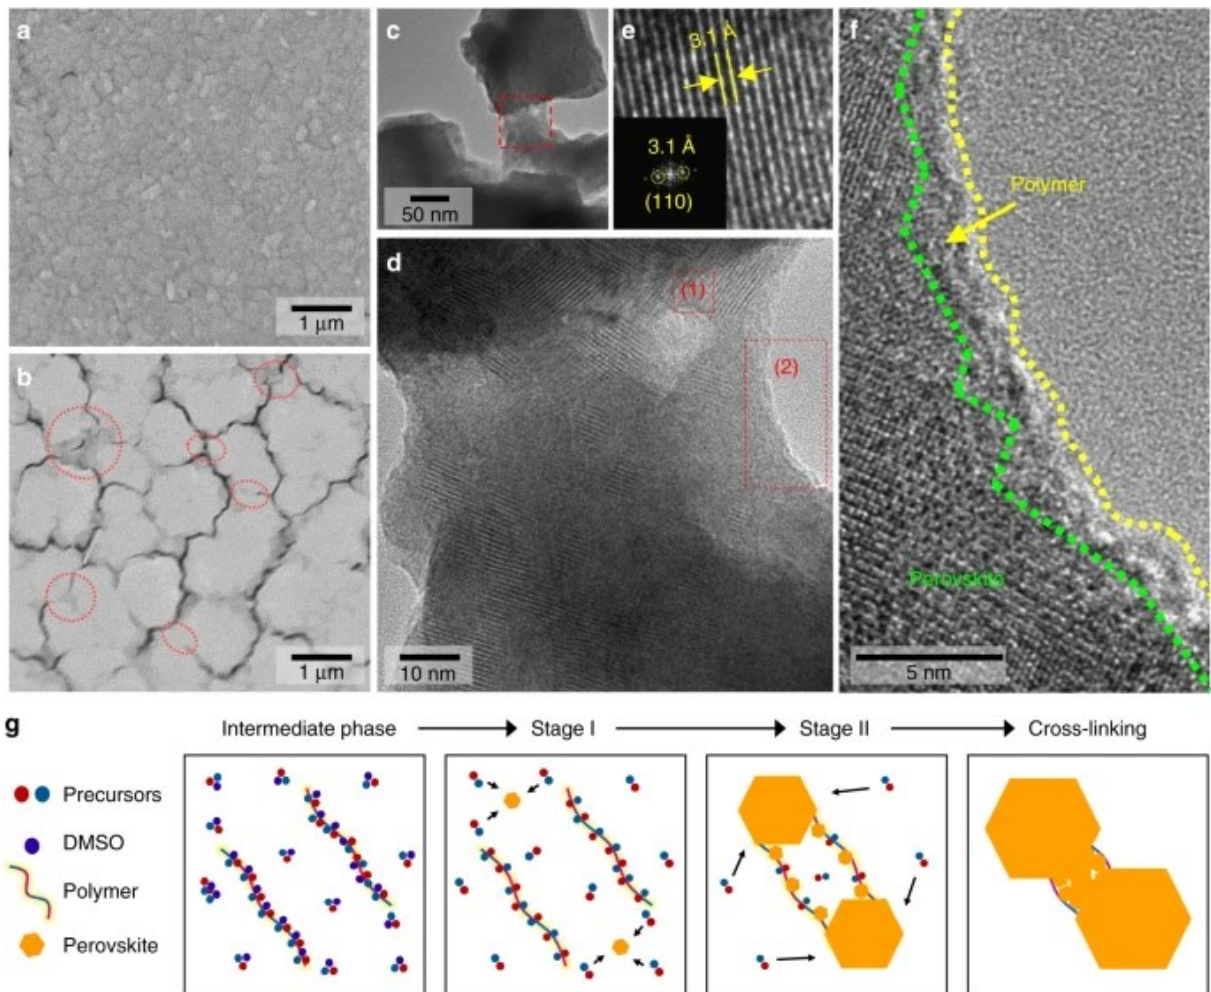 a
1 μm
b
1 μm
c
50 nm
e
3.1 Å
3.1 Å
(110)
d
(1)
(2)
10 nm
f
Polymer
Perovskite
5 nm
g
Intermediate phase
Stage I
Stage II
Cross-linking
Precursors
DMSO
Polymer
Perovskite